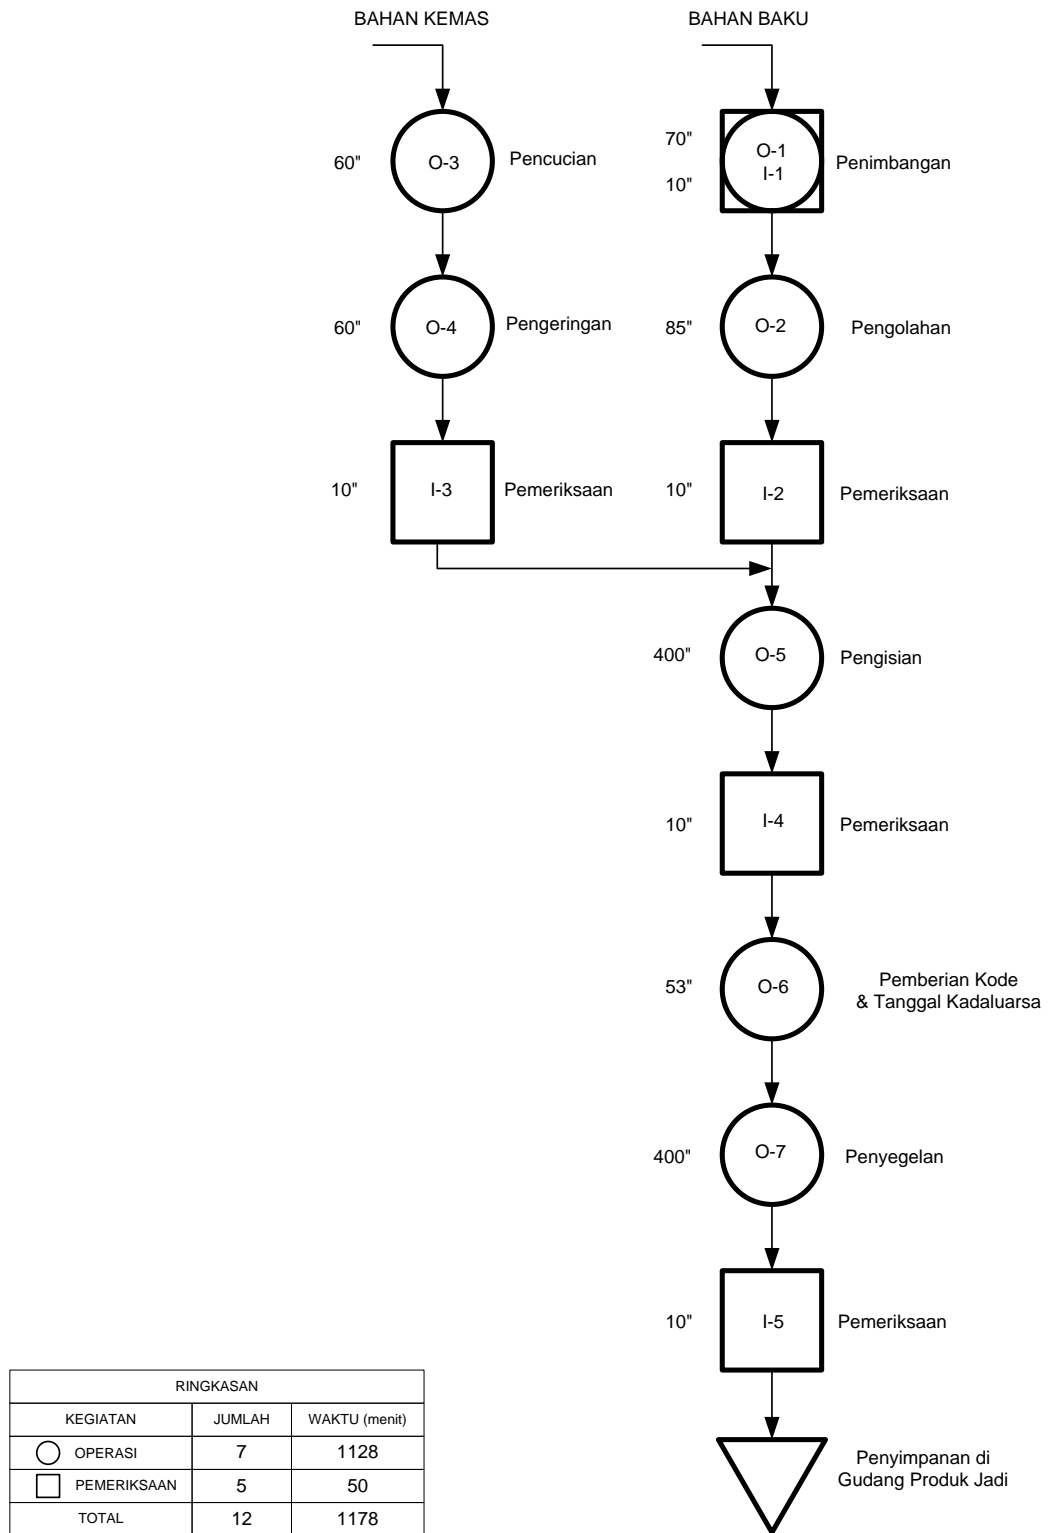 BAHAN KEMAS
BAHAN BAKU
60"
O-3
Pencucian
70"
10"
O-1
I-1
Penimbangan
60"
O-4
Pengeringan
85"
O-2
Pengolahan
10"
I-3
Pemeriksaan
10"
I-2
Pemeriksaan
400"
O-5
Pengisian
10"
I-4
Pemeriksaan
53"
O-6
Pemberian Kode
& Tanggal Kadaluarsa
400"
O-7
Penyegelan
10"
I-5
Pemeriksaan
Penyimpanan di
Gudang Produk Jadi
RINGKASAN
KEGIATAN JUMLAH WAKTU (menit)
OPERASI 7 1128
PEMERIKSAAN 5 50
TOTAL 12 1178